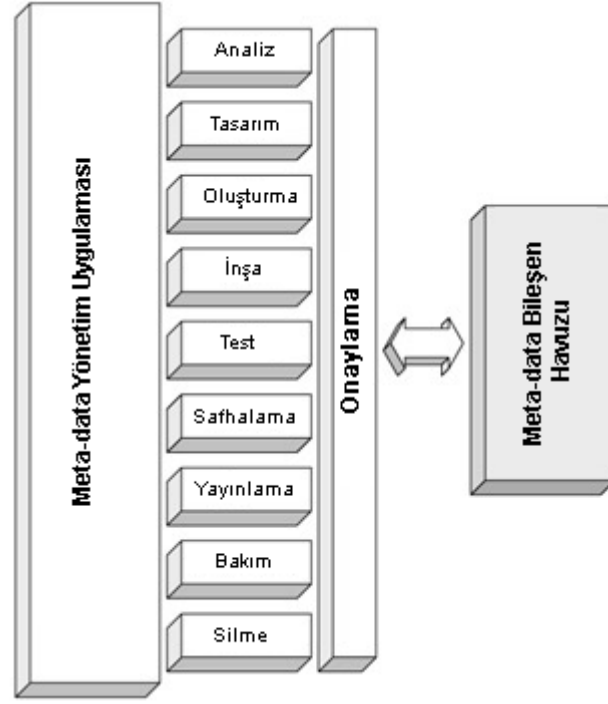 Meta-data Yönetim Uygulaması
Analiz
Tasarım
Oluşturma
İnşa
Test
Safhalama
Yayınlama
Bakım
Silme
Onaylama
Meta-data Bileşen
Havuzu